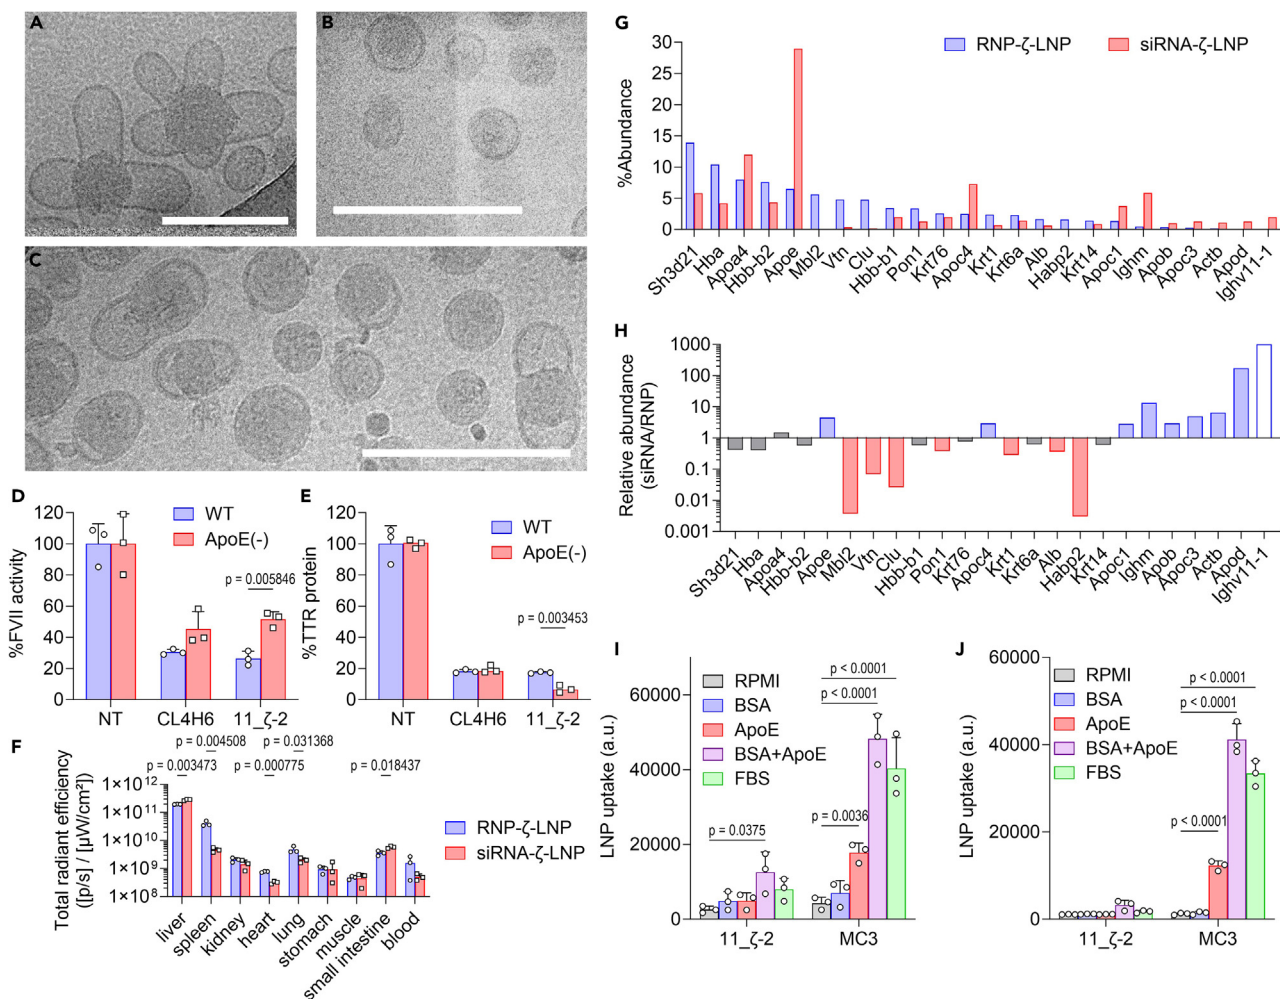 A
B
C
D
%FVII activity
120
100
80
60
40
20
0
WT
ApoE(-)
p = 0.005846
NT
CL4H6
11_ζ-2
E
%TTR protein
120
100
80
60
40
20
0
WT
ApoE(-)
p = 0.003453
NT
CL4H6
11_ζ-2
F
p = 0.004508
p = 0.031368
p = 0.003473
p = 0.000775
p = 0.018437
Total radiant efficiency
([p/s] / [µW/cm²])
1×10¹²
1×10¹¹
1×10¹⁰
1×10⁹
1×10⁸
RNP-ζ-LNP
siRNA-ζ-LNP
liver
spleen
kidney
heart
lung
stomach
muscle
small intestine
blood
G
%Abundance
30
25
20
15
10
5
0
RNP-ζ-LNP
siRNA-ζ-LNP
Sh3d21
Hba
Apoa4
Hbb-b2
Apoe
Mbl2
Vtn
Clu
Hbb-b1
Pon1
Krt76
Apoc4
Krt1
Krt6a
Alb
Habp2
Krt14
Apoc1
Ighm
Apob
Apoc3
Actb
Apod
Ighv11-1
H
Relative abundance
(siRNA/RNP)
1000
100
10
1
0.1
0.01
0.001
Sh3d21
Hba
Apoa4
Hbb-b2
Apoe
Mbl2
Vtn
Clu
Hbb-b1
Pon1
Krt76
Apoc4
Krt1
Krt6a
Alb
Habp2
Krt14
Apoc1
Ighm
Apob
Apoc3
Actb
Apod
Ighv11-1
I
LNP uptake (a.u.)
60000
40000
20000
0
RPMI
BSA
ApoE
BSA+ApoE
FBS
p < 0.0001
p < 0.0001
p = 0.0036
p = 0.0375
11_ζ-2
MC3
J
LNP uptake (a.u.)
60000
40000
20000
0
RPMI
BSA
ApoE
BSA+ApoE
FBS
p < 0.0001
p < 0.0001
p < 0.0001
11_ζ-2
MC3